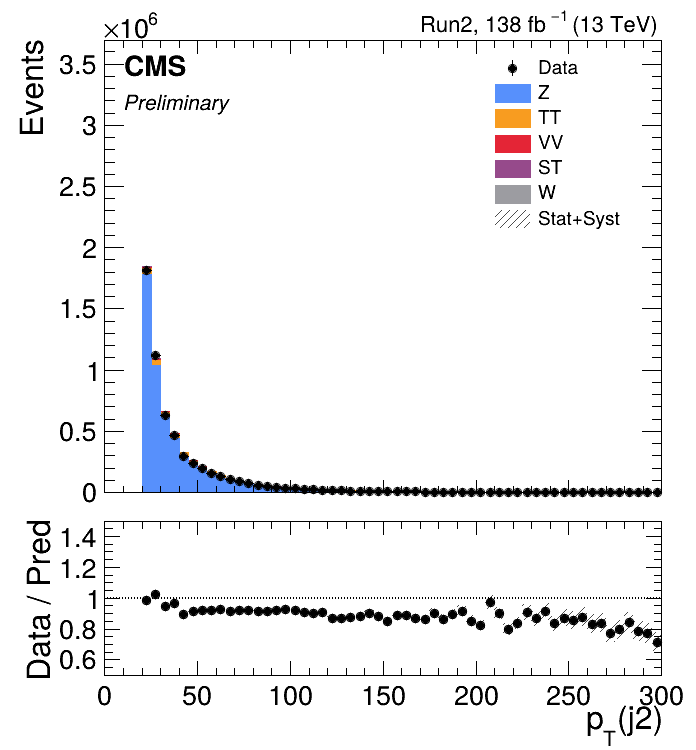 ×10⁶
Run2, 138 fb⁻¹ (13 TeV)
Events
3.5
3
2.5
2
1.5
1
0.5
0
CMS
Preliminary
Data
Z
TT
VV
ST
W
Stat+Syst
Data / Pred
1.4
1.2
1
0.8
0.6
0 50 100 150 200 250 300
p_T(j2)